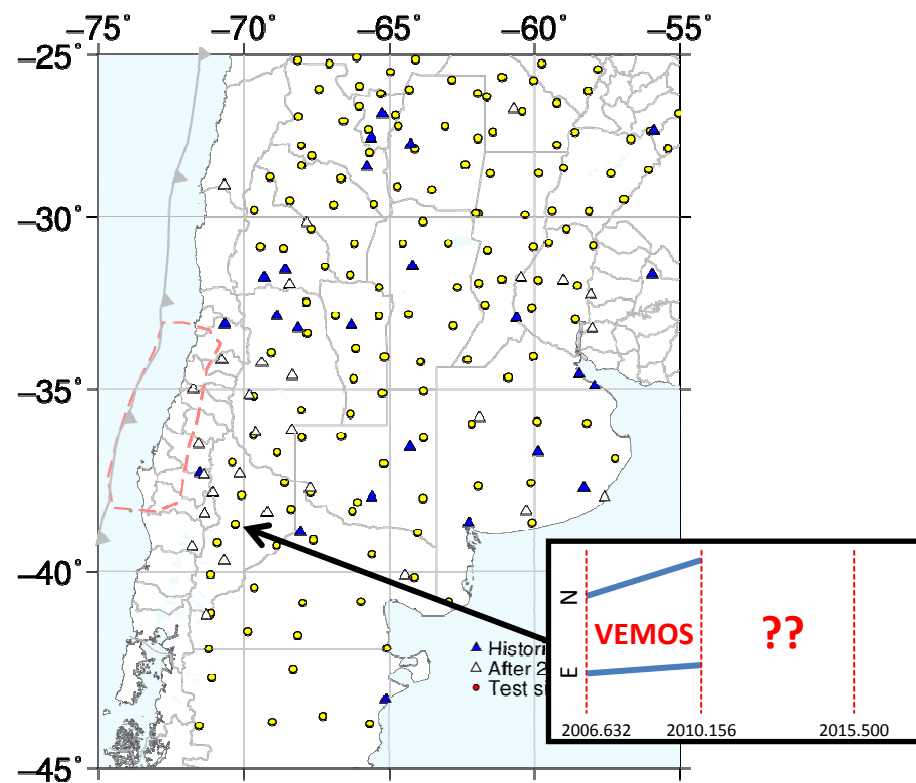 −75° −70° −65° −60° −55°
−25°
−30°
−35°
−40°
−45°
▲ Histori
△ After 2
● Test si
N
VEMOS ??
E
2006.632 2010.156 2015.500